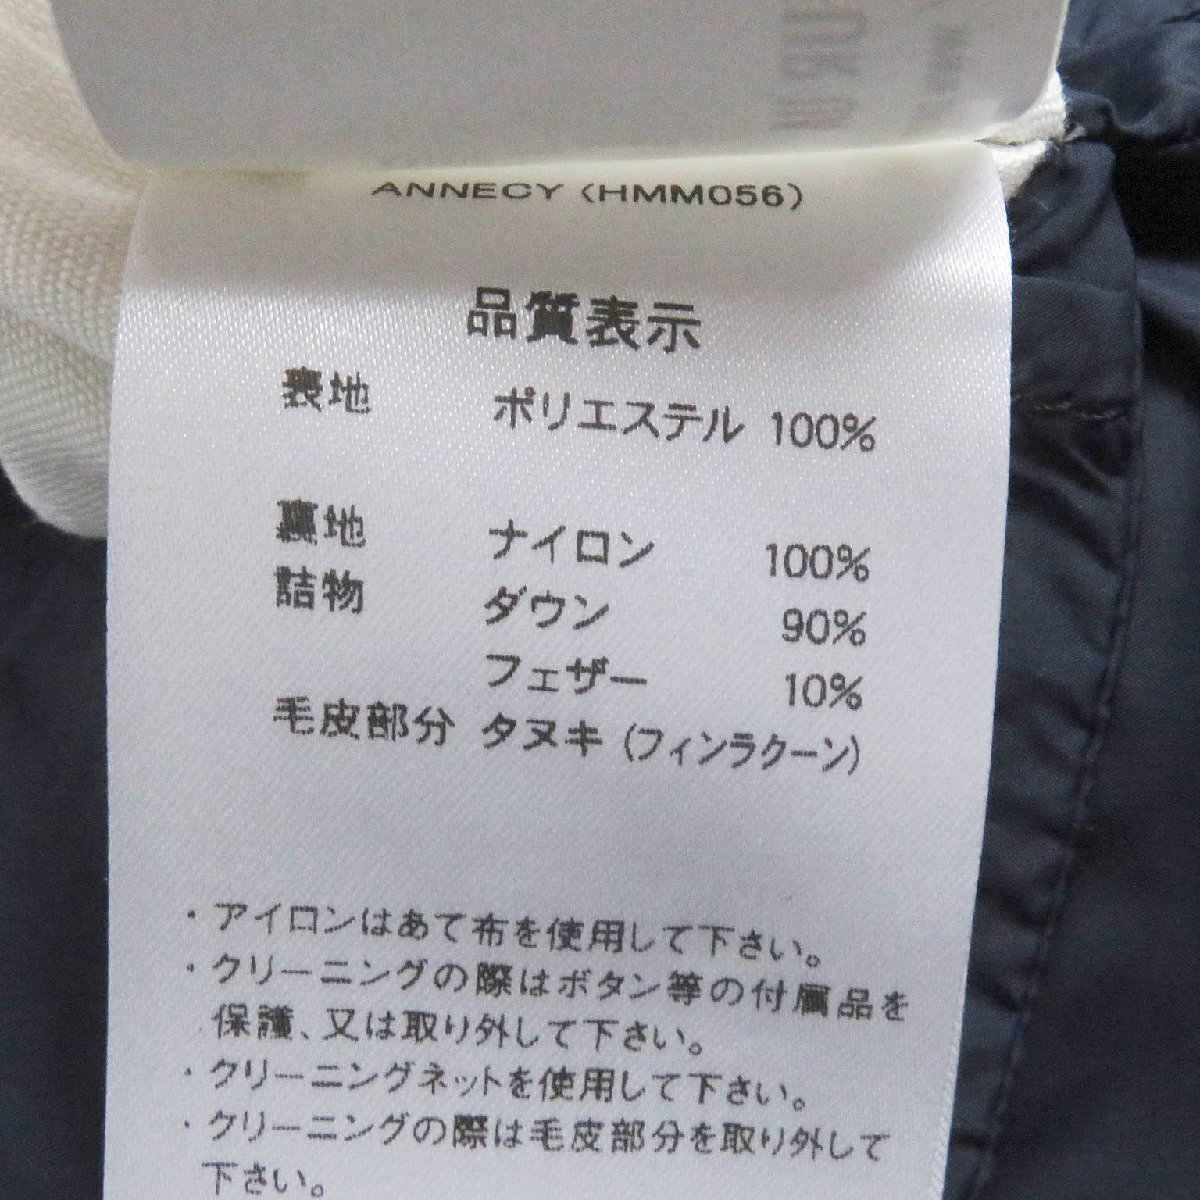 ANNECY (HMM056)
品質表示
表地 ポリエステル 100%
裏地 ナイロン 100%
詰物 ダウン 90%
フェザー 10%
毛皮部分 タヌキ (フィンラクーン)
・アイロンはあて布を使用して下さい。
・クリーニングの際はボタン等の付属品を
保護、又は取り外して下さい。
・クリーニングネットを使用して下さい。
・クリーニングの際は毛皮部分を取り外して
下さい。